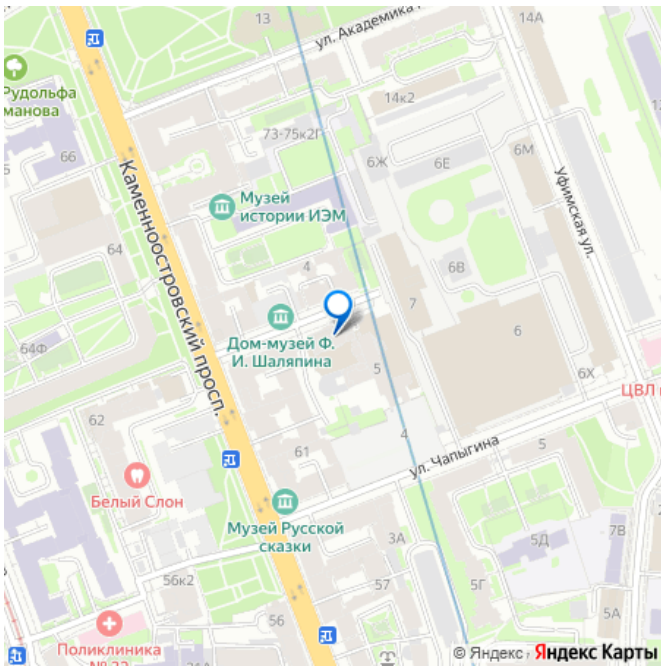 13
14А
ул. Академика
Рудольфа
манова
14к2
73-75к2Г
66
6Ж
6Е
6М
Уфимская ул.
Каменноостровский просп.
Музей
истории ИЭМ
64
4
6В
7
6
64Ф
Дом-музей Ф.
И. Шаляпина
5
6Х
ЦВЛ
62
4
ул. Чапыгина
5
61
Белый Слон
Музей Русской
сказки
3А
7В
5Д
56к2
57
5Г
5А
56
Поликлиника
© Яндекс Яндекс Карты